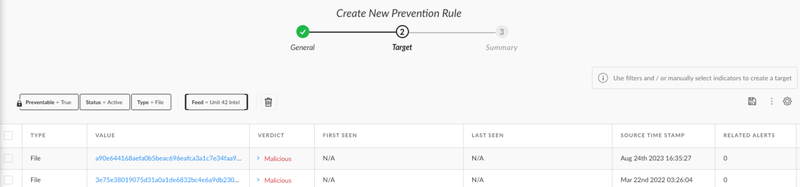 Create New Prevention Rule
2 3
General Target Summary
Use filters and / or manually select indicators to create a target
Preventable = True Status = Active Type = File Feed = Unit 42 Intel
TYPE VALUE VERDICT FIRST SEEN LAST SEEN SOURCE TIME STAMP RELATED ALERTS
File a90e644168aefa0b5beac696eafca3a1c7e34faa9... Malicious N/A N/A Aug 24th 2023 16:35:27 0
File 3e75e38019075d31a0a1de6832bc4e6a9db230... Malicious N/A N/A Mar 22nd 2022 03:26:04 0